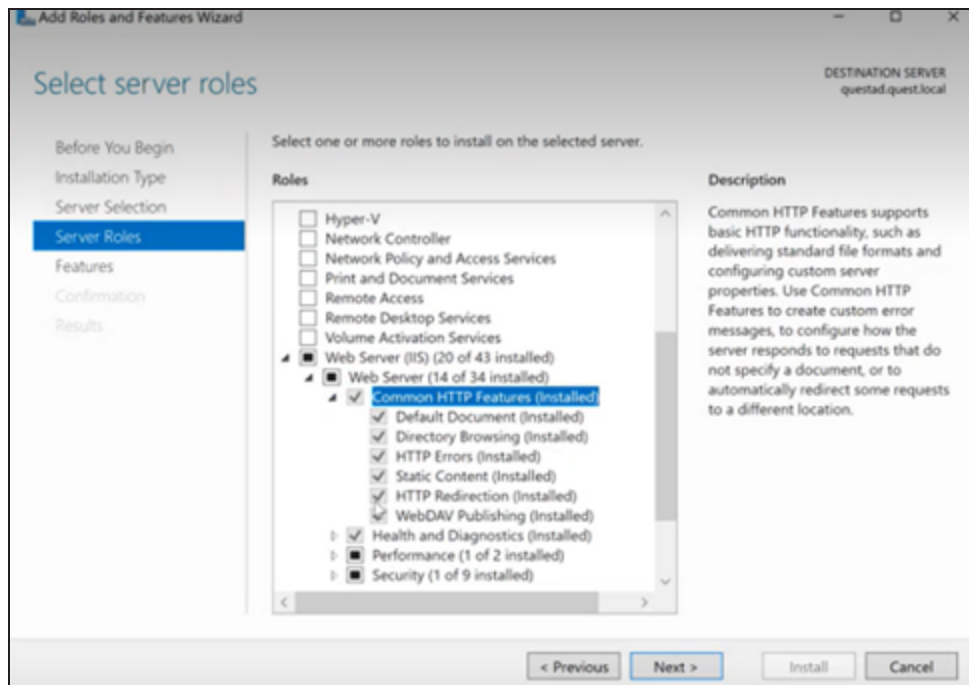 Add Roles and Features Wizard
Select server roles
DESTINATION SERVER
questad.quest.local
Before You Begin
Installation Type
Server Selection
Server Roles
Features
Confirmation
Results
Select one or more roles to install on the selected server.
Roles
Hyper-V
Network Controller
Network Policy and Access Services
Print and Document Services
Remote Access
Remote Desktop Services
Volume Activation Services
Web Server (IIS) (20 of 43 installed)
Web Server (14 of 34 installed)
Common HTTP Features (Installed)
Default Document (Installed)
Directory Browsing (Installed)
HTTP Errors (Installed)
Static Content (Installed)
HTTP Redirection (Installed)
WebDAV Publishing (Installed)
Health and Diagnostics (Installed)
Performance (1 of 2 installed)
Security (1 of 9 installed)
Description
Common HTTP Features supports
basic HTTP functionality, such as
delivering standard file formats and
configuring custom server
properties. Use Common HTTP
Features to create custom error
messages, to configure how the
server responds to requests that do
not specify a document, or to
automatically redirect some requests
to a different location.
< Previous
Next >
Install
Cancel